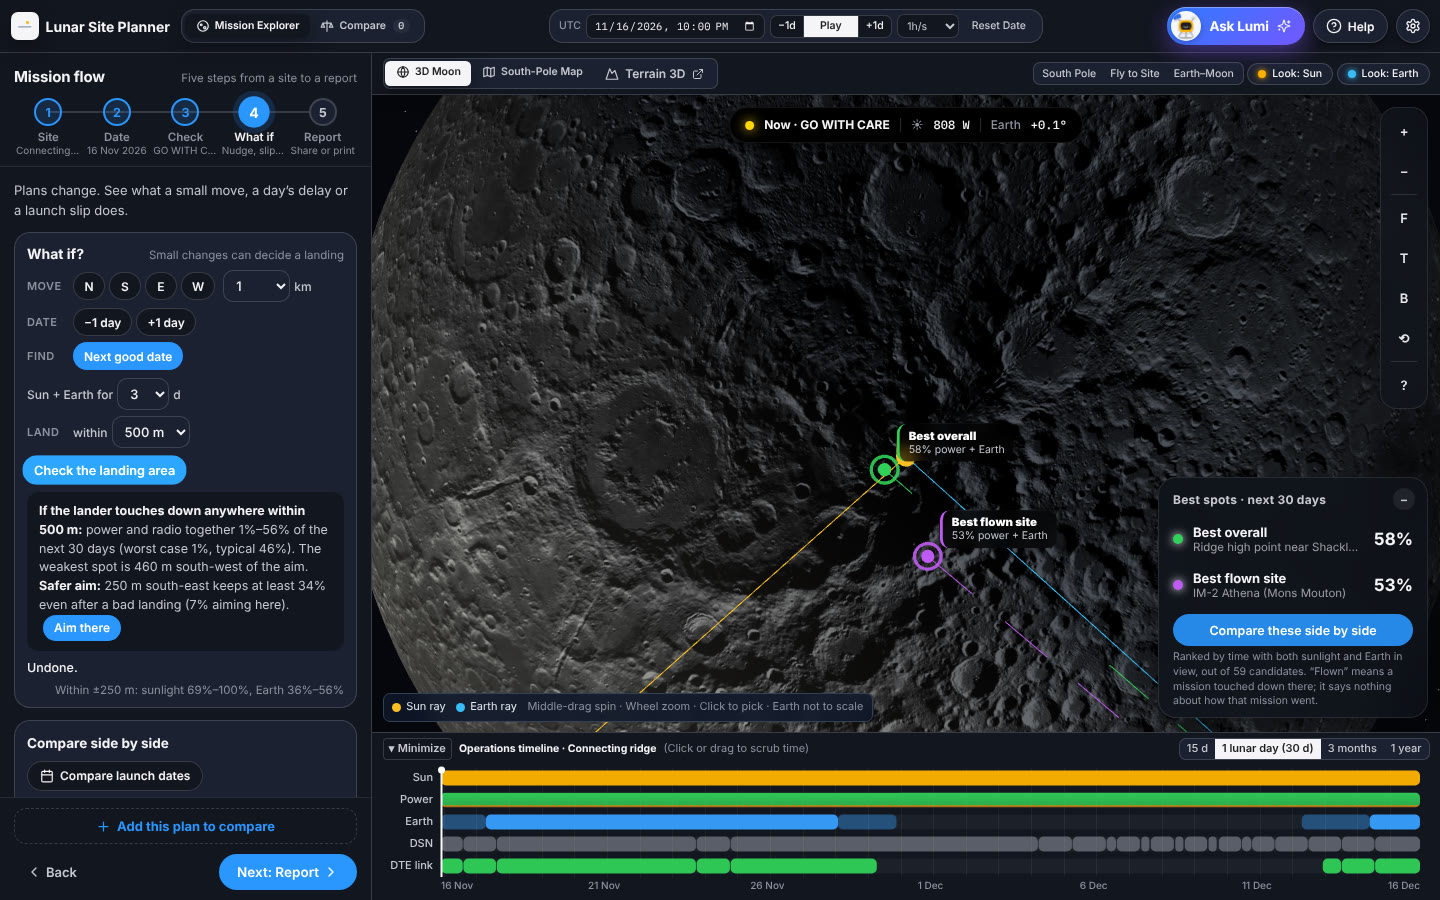 Lunar Site Planner
Mission Explorer
Compare 0
UTC 11/16/2026, 10:00 PM
−1d Play +1d
1h/s
Reset Date
Ask Lumi
Help
Mission flow
Five steps from a site to a report
1 2 3 4 5
Site Date Check What if Report
Connecting... 16 Nov 2026 GO WITH C... Nudge, slip... Share or print
Plans change. See what a small move, a day's delay or
a launch slip does.
What if?
Small changes can decide a landing
MOVE N S E W 1 km
DATE −1 day +1 day
FIND Next good date
Sun + Earth for 3 d
LAND within 500 m
Check the landing area
If the lander touches down anywhere within
500 m: power and radio together 1%–56% of the
next 30 days (worst case 1%, typical 46%). The
weakest spot is 460 m south-west of the aim.
Safer aim: 250 m south-east keeps at least 34%
even after a bad landing (7% aiming here).
Aim there
Undone.
Within ±250 m: sunlight 69%–100%, Earth 36%–56%
Compare side by side
Compare launch dates
Add this plan to compare
Back
Next: Report
3D Moon
South-Pole Map
Terrain 3D
South Pole Fly to Site Earth–Moon
Look: Sun
Look: Earth
Now · GO WITH CARE
808 W
Earth +0.1°
+
−
F
T
B
⟲
?
Best overall
58% power + Earth
Best flown site
53% power + Earth
Best spots · next 30 days
−
Best overall
Ridge high point near Shackl...
58%
Best flown site
IM-2 Athena (Mons Mouton)
53%
Compare these side by side
Ranked by time with both sunlight and Earth in
view, out of 59 candidates. “Flown” means a
mission touched down there; it says nothing
about how that mission went.
Sun ray Earth ray Middle-drag spin · Wheel zoom · Click to pick · Earth not to scale
▾ Minimize
Operations timeline · Connecting ridge (Click or drag to scrub time)
15 d 1 lunar day (30 d) 3 months 1 year
Sun
Power
Earth
DSN
DTE link
16 Nov 21 Nov 26 Nov 1 Dec 6 Dec 11 Dec 16 Dec